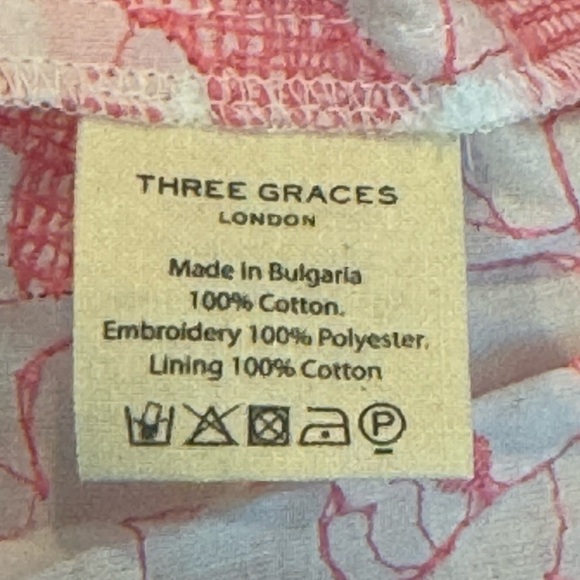 THREE GRACES
LONDON
Made in Bulgaria
100% Cotton.
Embroidery 100% Polyester.
Lining 100% Cotton
P